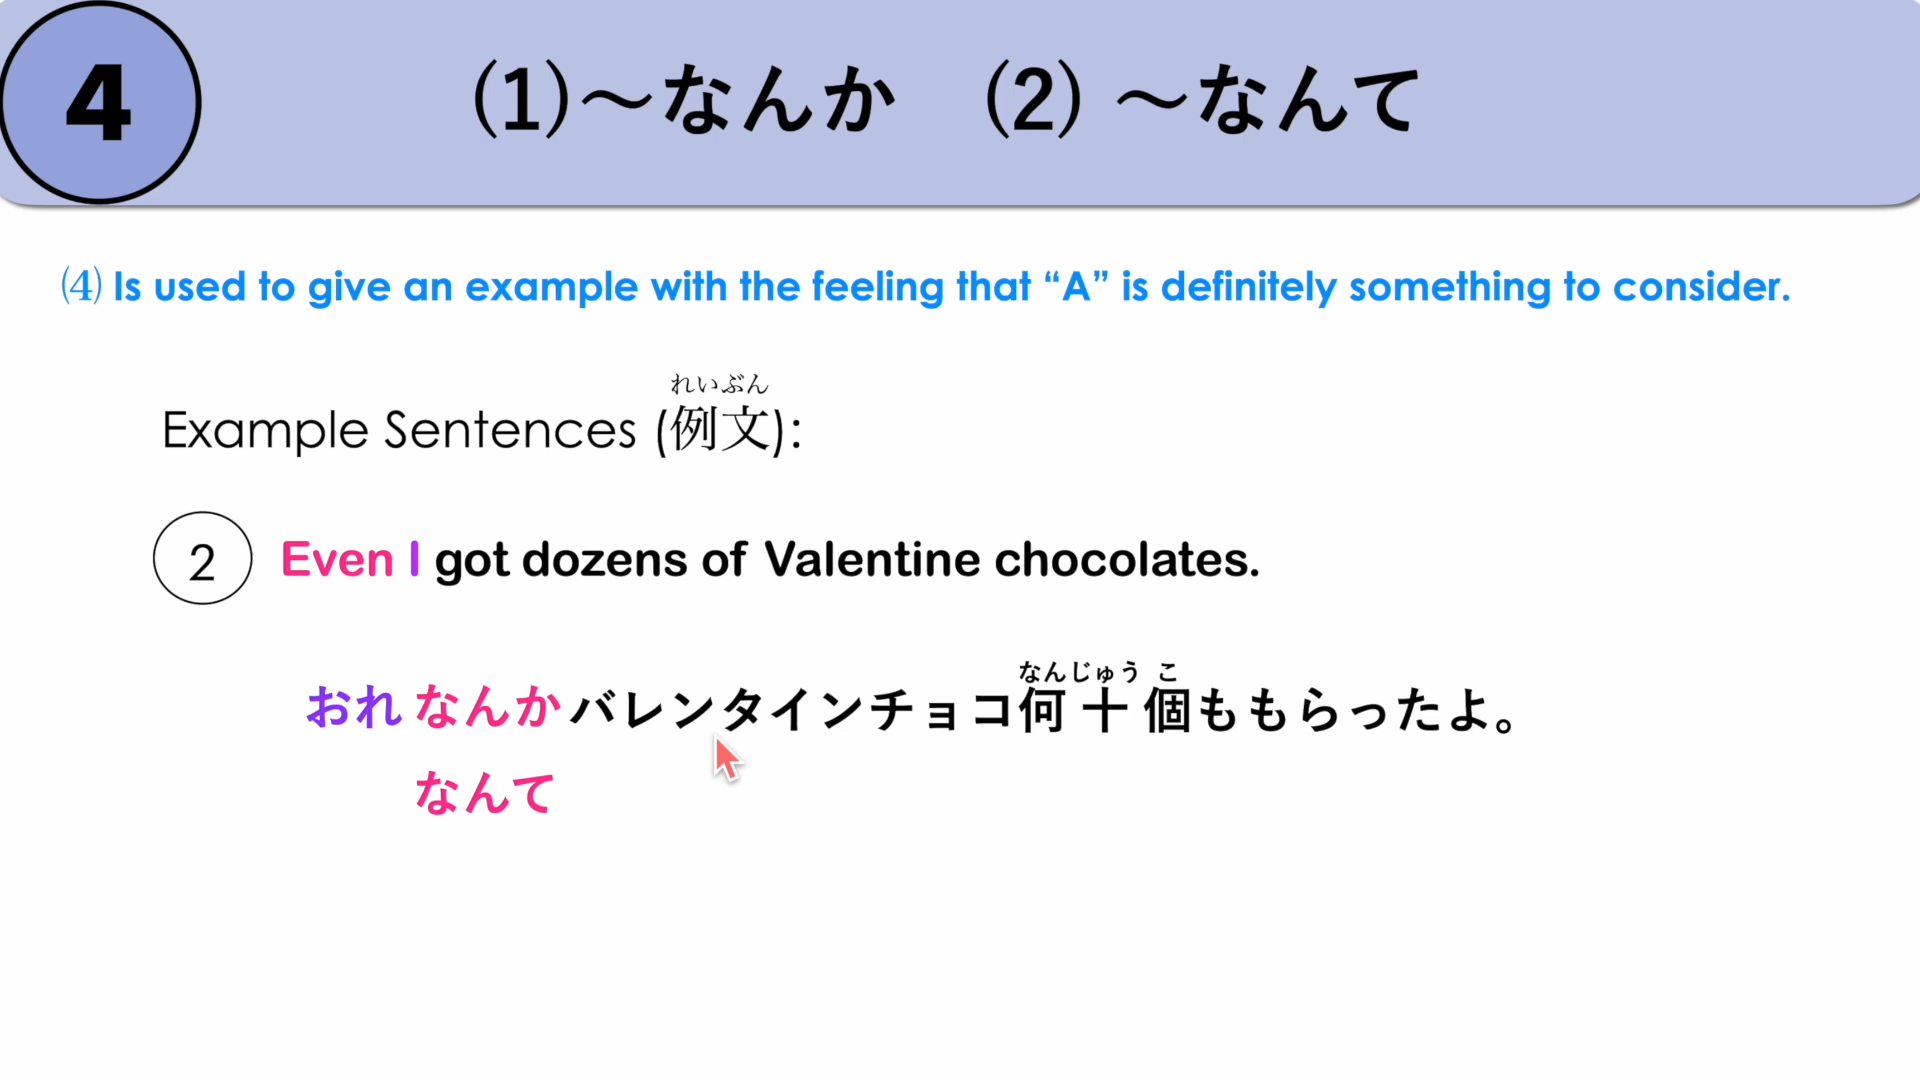 4
(1)～なんか (2) ～なんて
(4) Is used to give an example with the feeling that “A” is definitely something to consider.
れいぶん
Example Sentences (例文):
2 Even I got dozens of Valentine chocolates.
なんじゅう こ
おれ なんか バレンタインチョコ何十個ももらったよ。
なんて